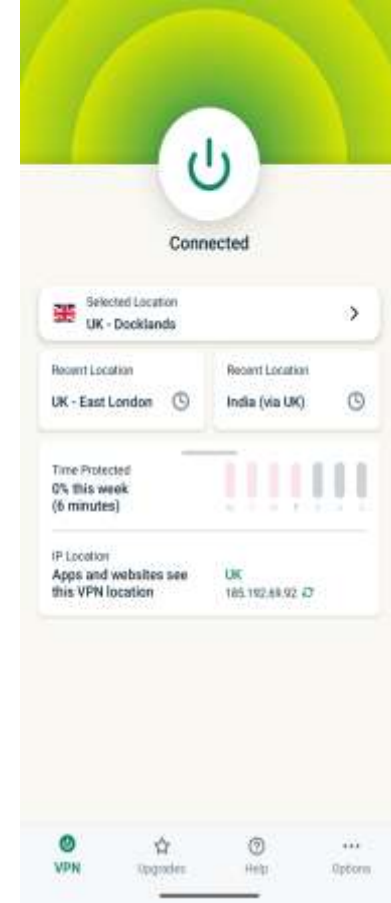 Connected
Selected Location
UK - Docklands
Recent Location
UK - East London
Recent Location
India (via UK)
Time Protected
0% this week
(6 minutes)
IP Location
Apps and websites see
this VPN location
UK
185.192.69.92
VPN
Upgrades
Help
Options